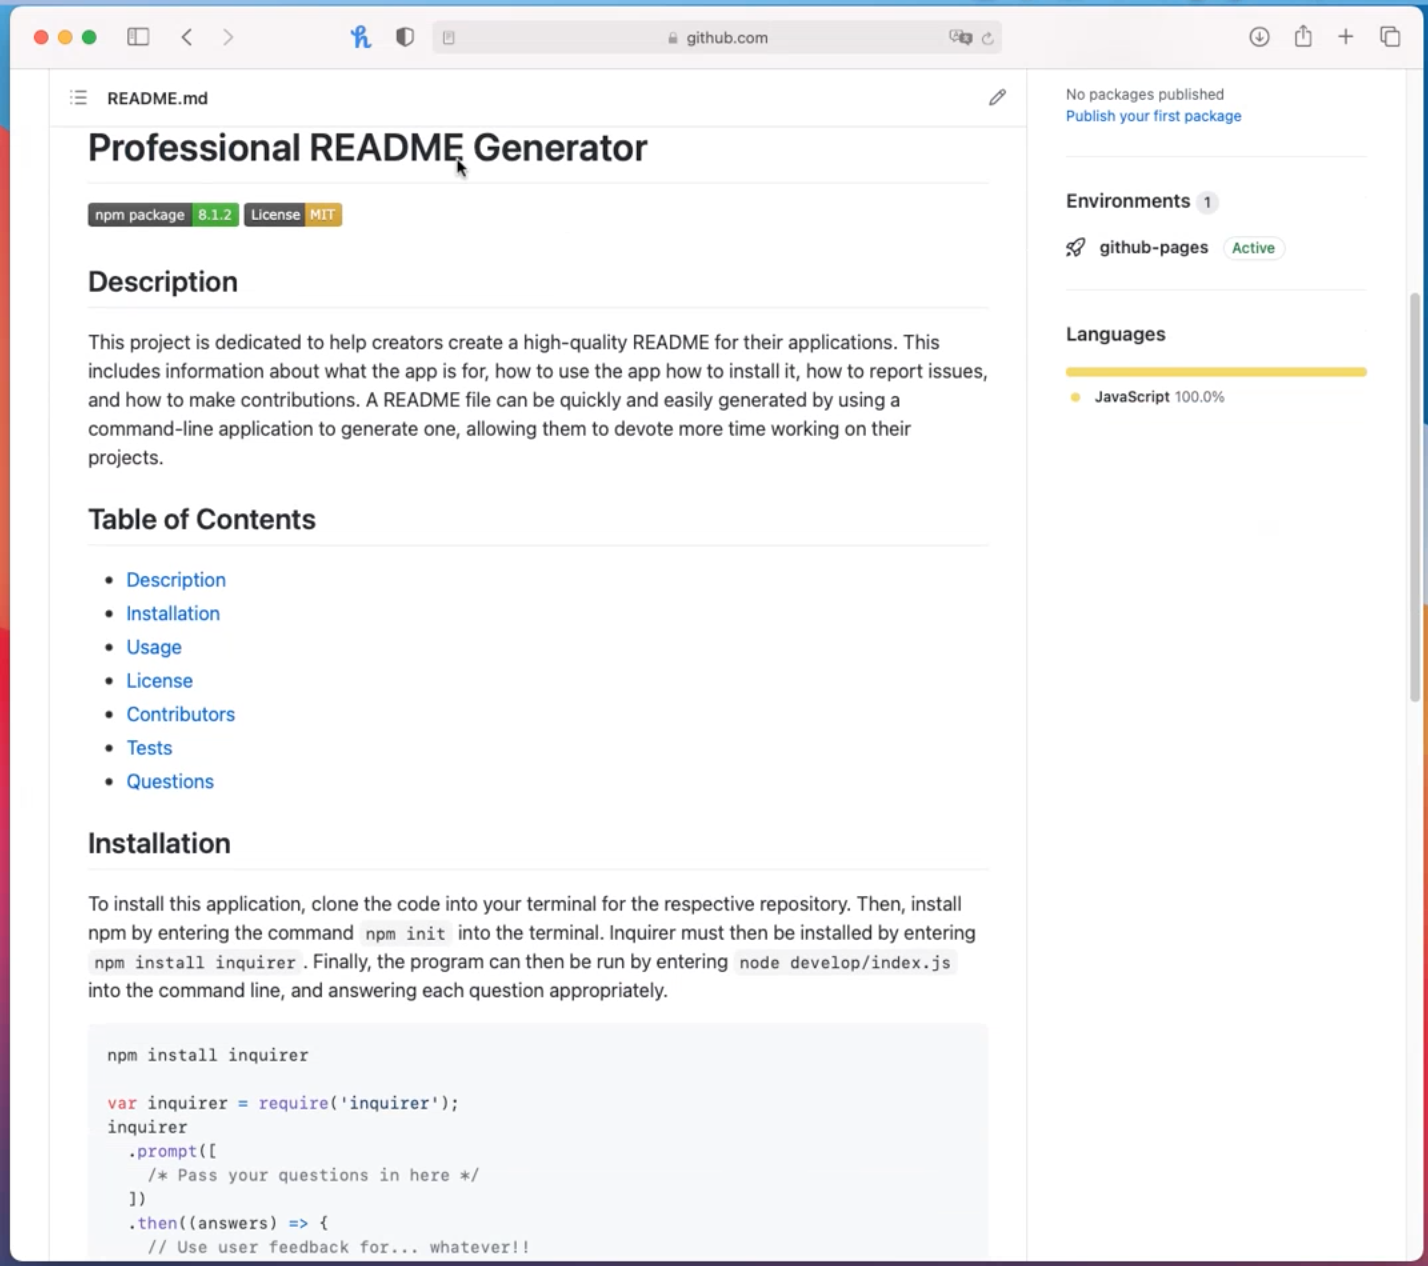 github.com
README.md
Professional README Generator
npm package 8.1.2 License MIT
Description
This project is dedicated to help creators create a high-quality README for their applications. This
includes information about what the app is for, how to use the app how to install it, how to report issues,
and how to make contributions. A README file can be quickly and easily generated by using a
command-line application to generate one, allowing them to devote more time working on their
projects.
Table of Contents
• Description
• Installation
• Usage
• License
• Contributors
• Tests
• Questions
Installation
To install this application, clone the code into your terminal for the respective repository. Then, install
npm by entering the command npm init into the terminal. Inquirer must then be installed by entering
npm install inquirer . Finally, the program can then be run by entering node develop/index.js
into the command line, and answering each question appropriately.
npm install inquirer
var inquirer = require('inquirer');
inquirer
  .prompt([
    /* Pass your questions in here */
  ])
  .then((answers) => {
    // Use user feedback for... whatever!!
No packages published
Publish your first package
Environments 1
github-pages Active
Languages
JavaScript 100.0%